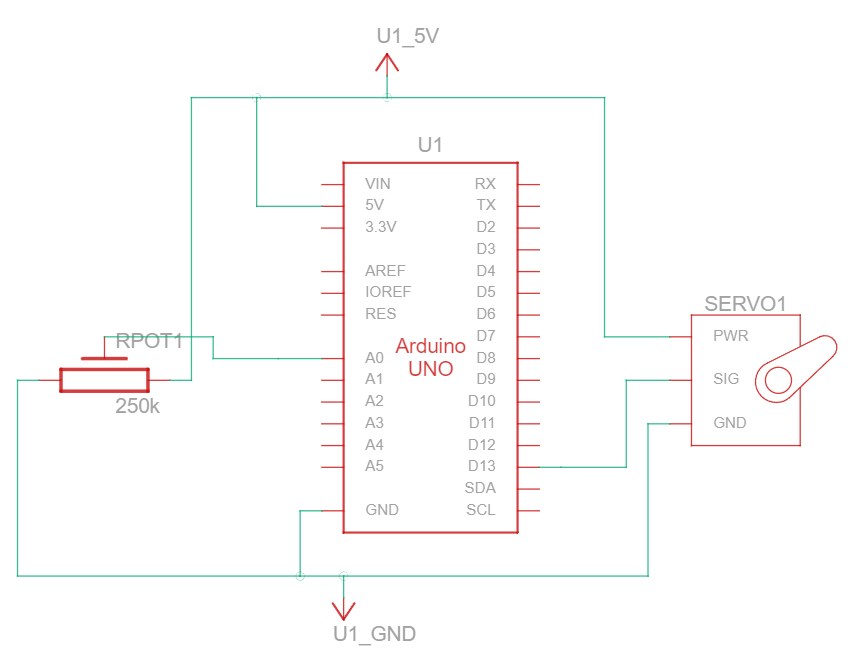 U1_5V
U1
VIN
RX
5V
TX
3.3V
D2
D3
AREF
D4
IOREF
D5
RES
D6
D7
A0
D8
A1
D9
A2
D10
A3
D11
A4
D12
A5
D13
SDA
GND
SCL
Arduino
UNO
RPOT1
250k
SERVO1
PWR
SIG
GND
U1_GND